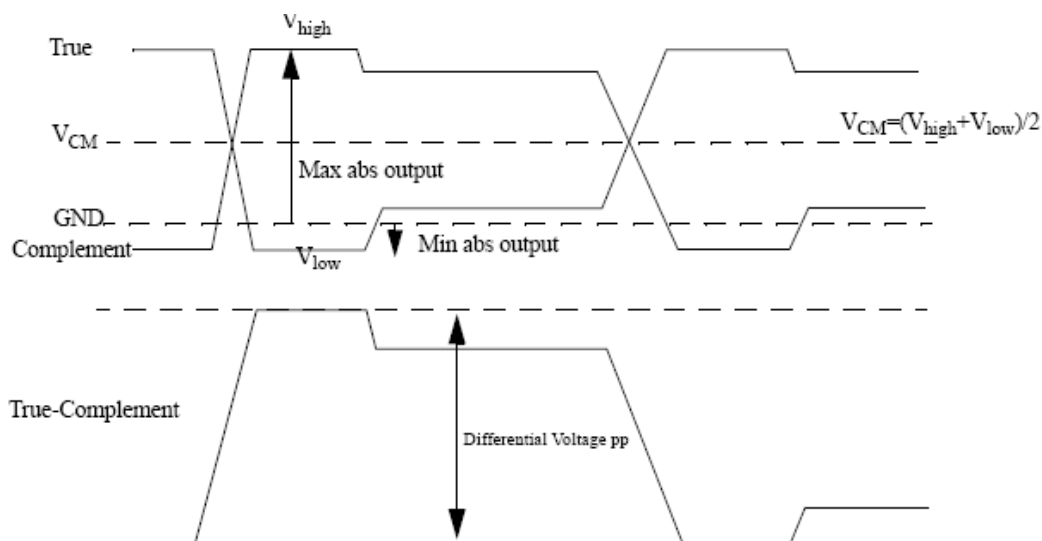 Vhigh
True
VCM
VCM=(Vhigh+Vlow)/2
Max abs output
GND
Complement
Vlow
Min abs output
True-Complement
Differential Voltage pp